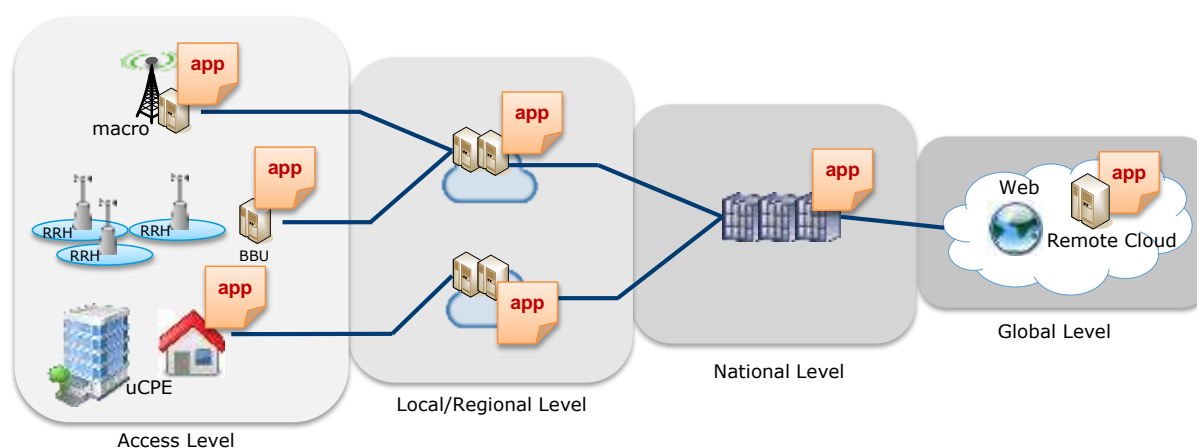 app
macro
app
RRH
RRH
RRH
BBU
app
uCPE
Access Level
app
app
Local/Regional Level
app
National Level
app
Web
Remote Cloud
Global Level